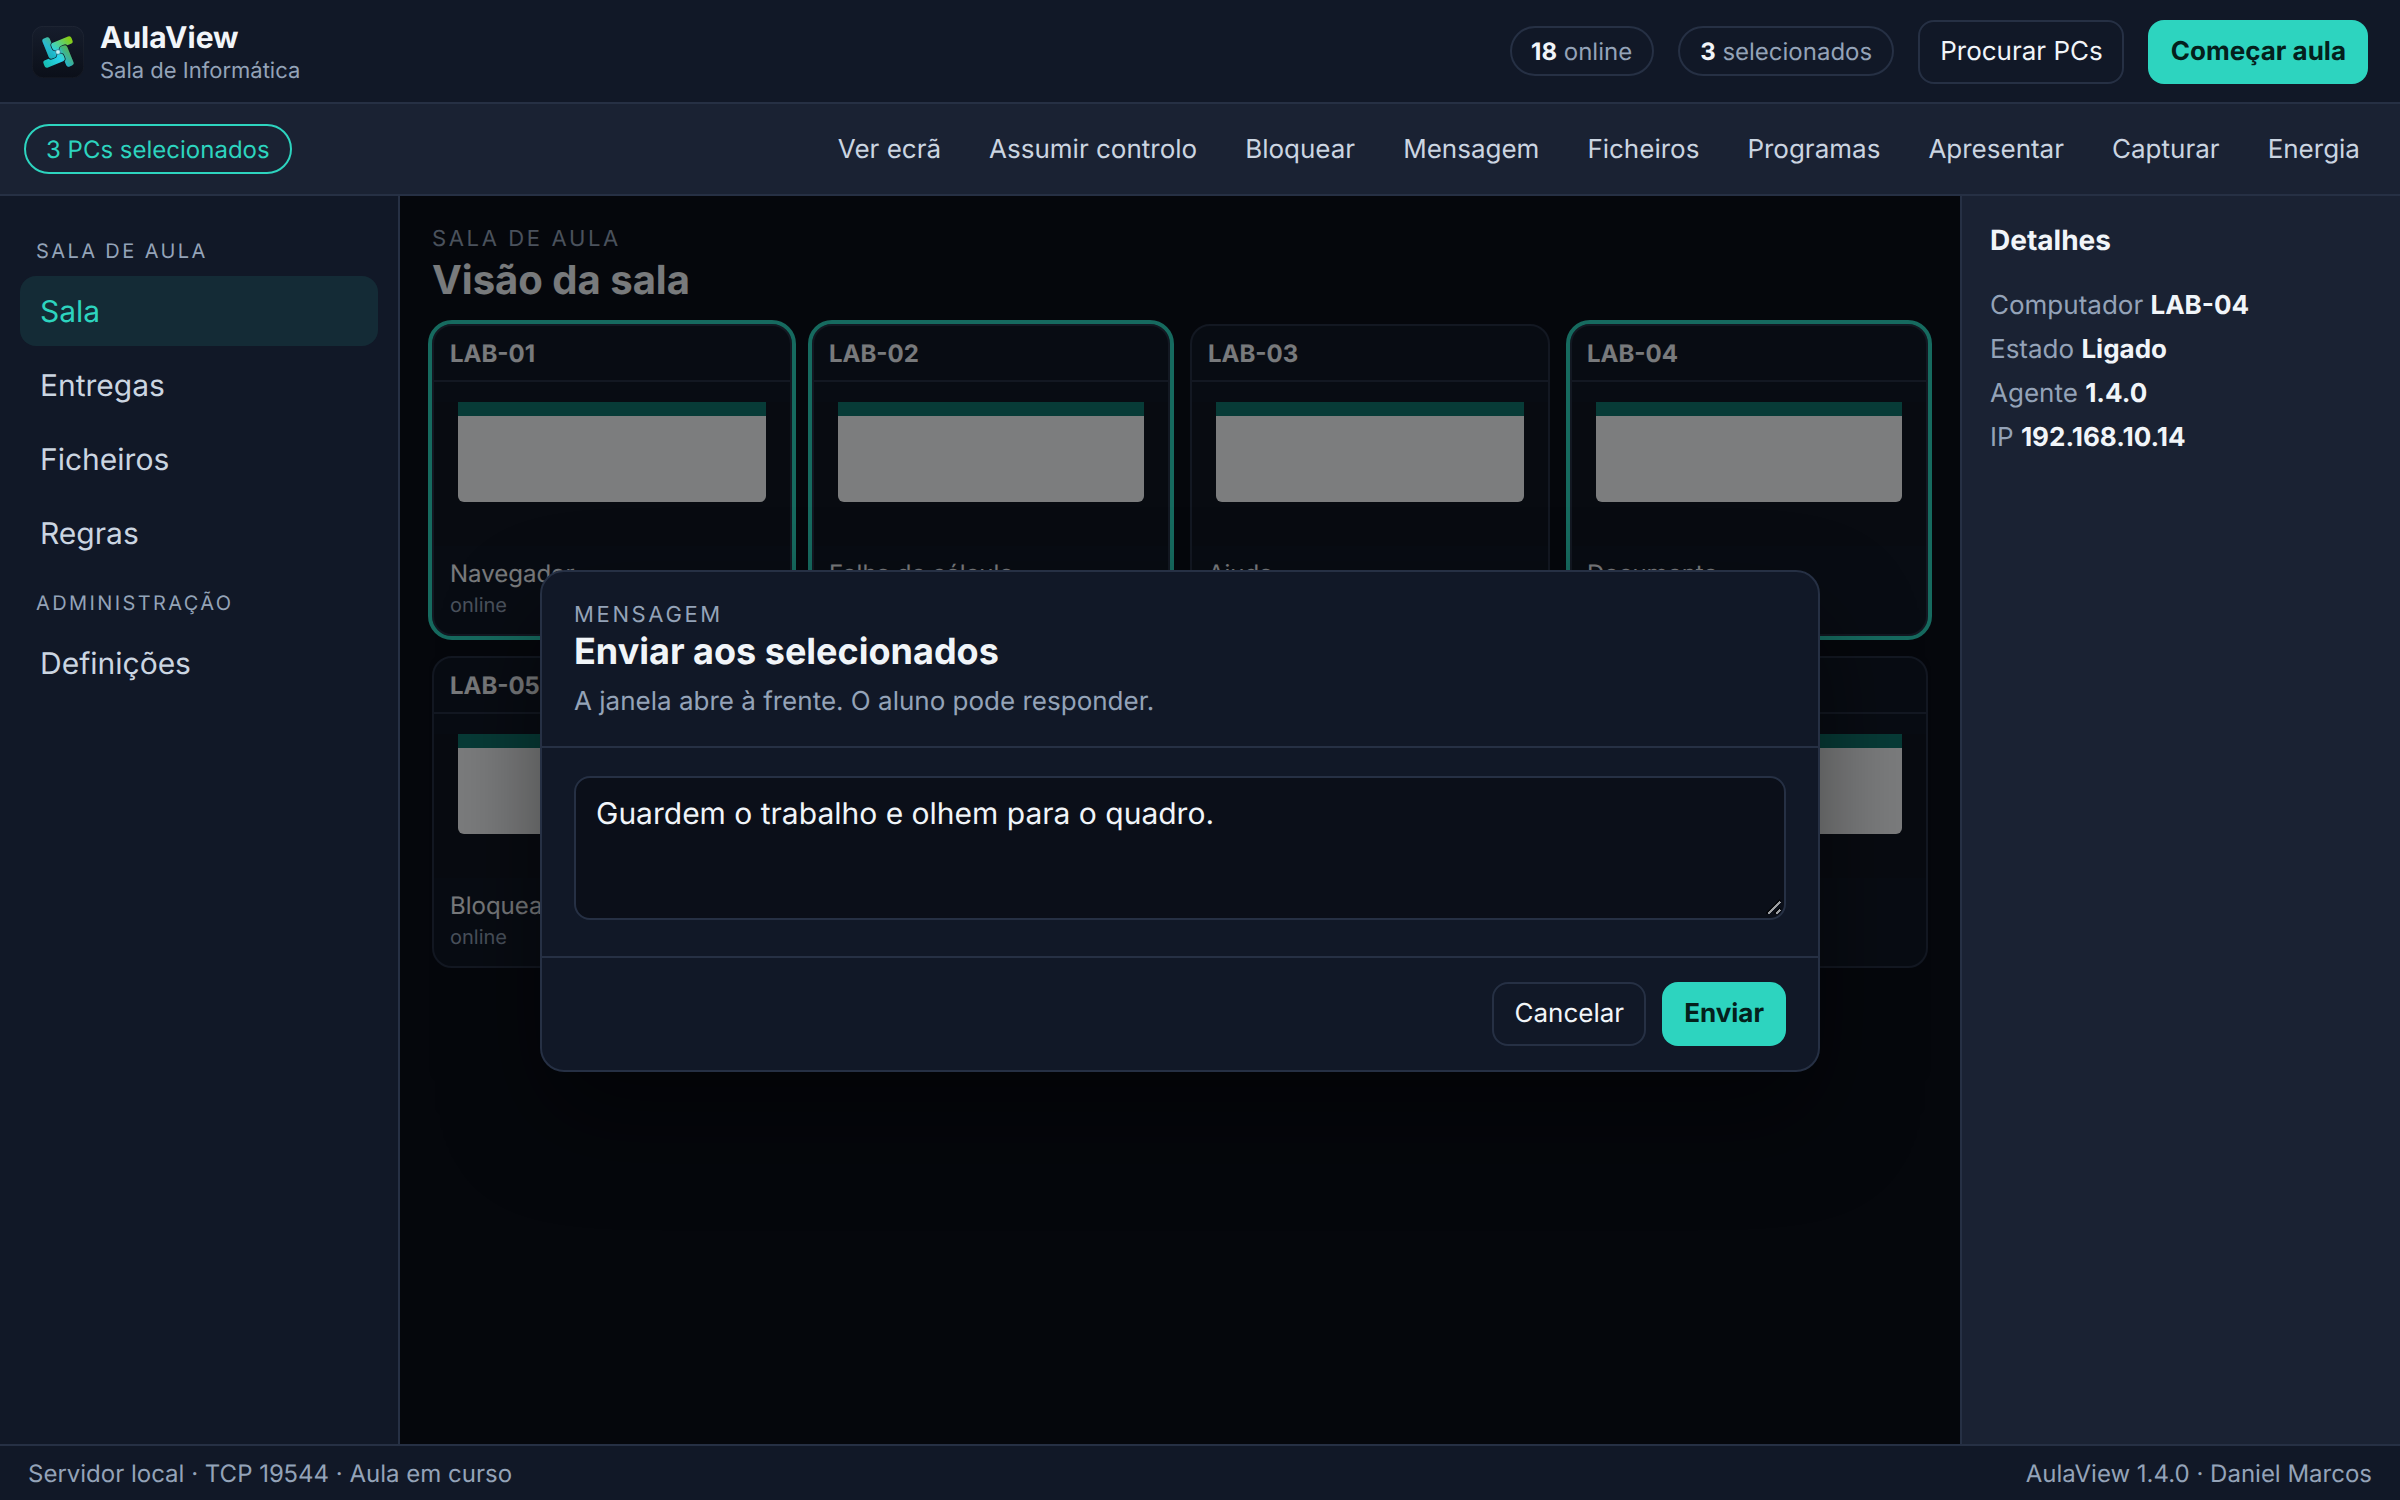 AulaView
Sala de Informática
18 online
3 selecionados
Procurar PCs
Começar aula
3 PCs selecionados
Ver ecrã
Assumir controlo
Bloquear
Mensagem
Ficheiros
Programas
Apresentar
Capturar
Energia
SALA DE AULA
Sala
Entregas
Ficheiros
Regras
ADMINISTRAÇÃO
Definições
SALA DE AULA
Visão da sala
LAB-01
LAB-02
LAB-03
LAB-04
online
LAB-05
online
MENSAGEM
Enviar aos selecionados
A janela abre à frente. O aluno pode responder.
Guardem o trabalho e olhem para o quadro.
Cancelar
Enviar
Detalhes
Computador LAB-04
Estado Ligado
Agente 1.4.0
IP 192.168.10.14
Servidor local · TCP 19544 · Aula em curso
AulaView 1.4.0 · Daniel Marcos